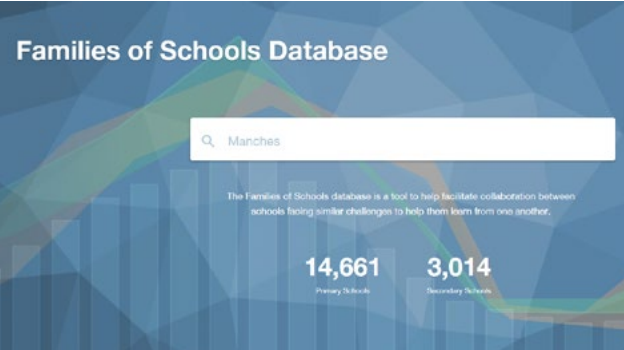 Families of Schools Database
Manches
The Families of Schools database is a tool to help facilitate collaboration between
schools facing similar challenges to help them learn from one another.
14,661
3,014
Primary Schools
Secondary Schools